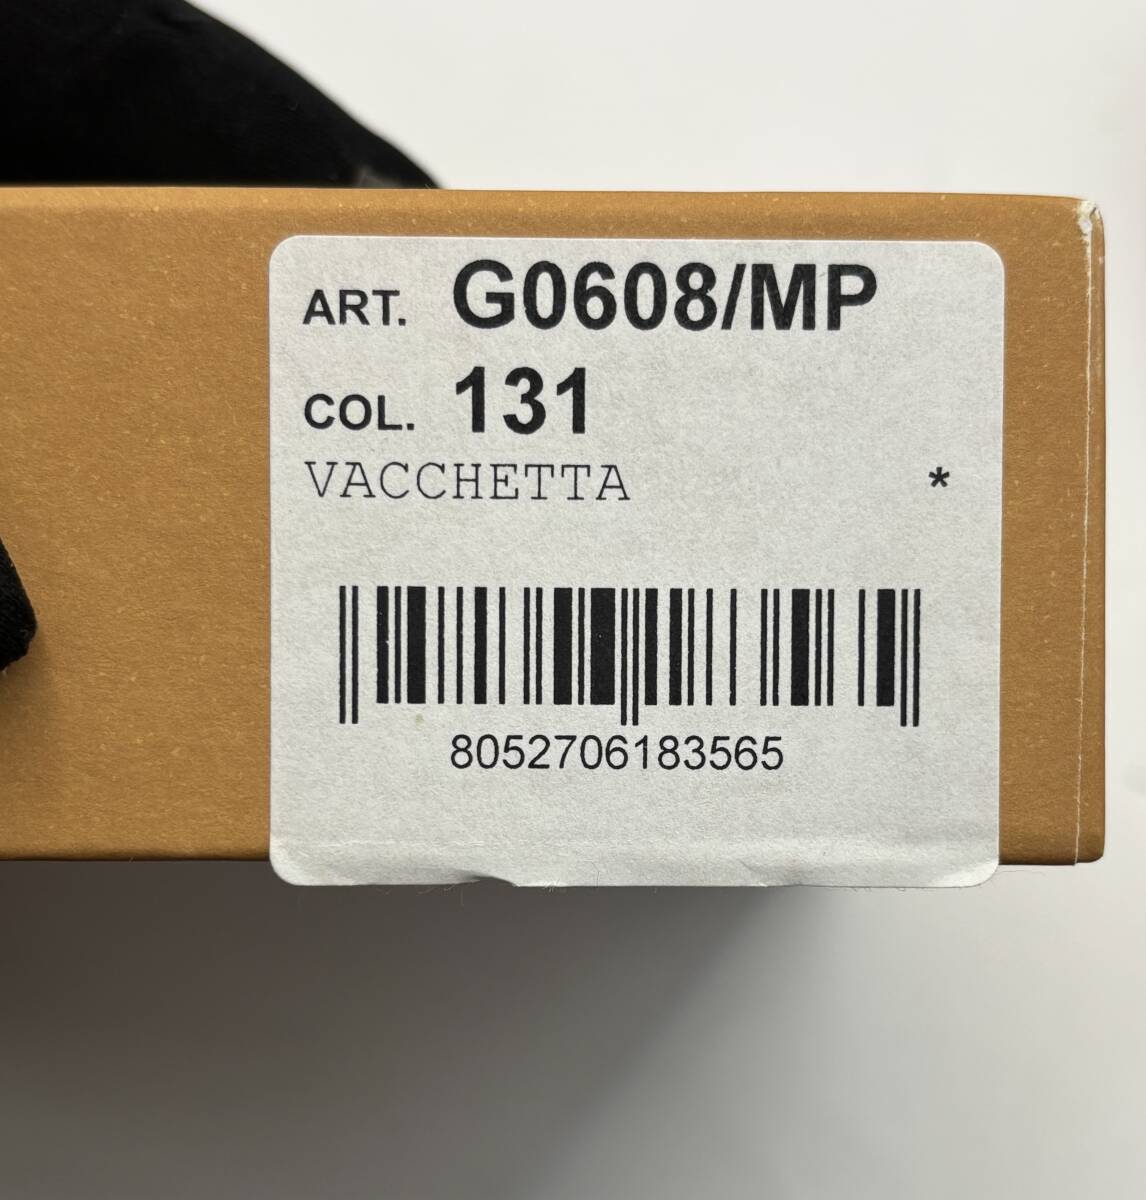 ART. G0608/MP
COL. 131
VACCHETTA *
8052706183565